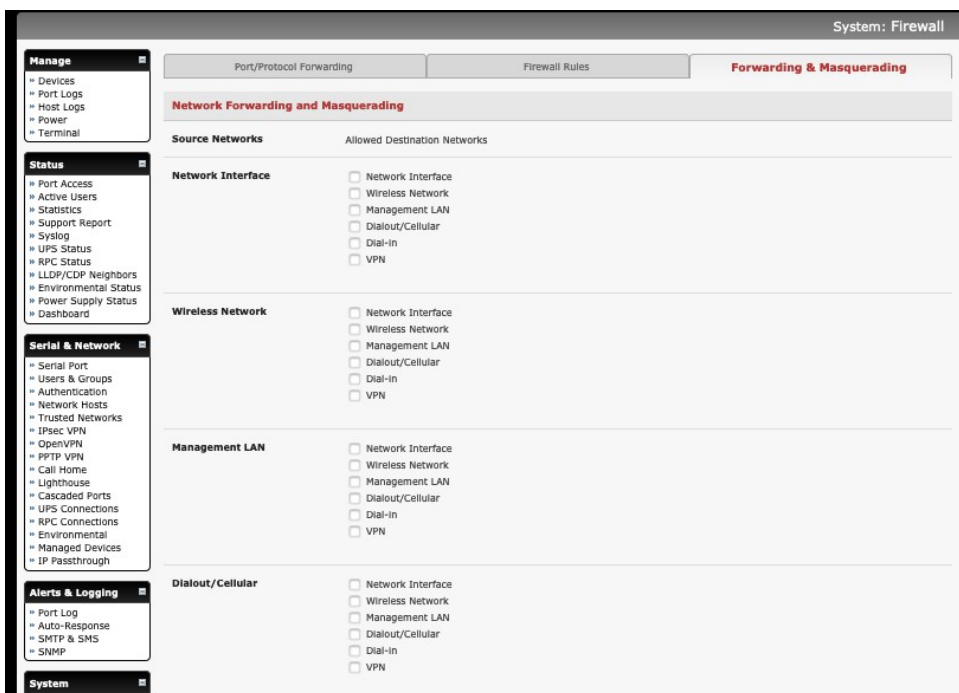 System: Firewall
Manage
» Devices
» Port Logs
» Host Logs
» Power
» Terminal
Status
» Port Access
» Active Users
» Statistics
» Support Report
» Syslog
» UPS Status
» RPC Status
» LLDP/CDP Neighbors
» Environmental Status
» Power Supply Status
» Dashboard
Serial & Network
» Serial Port
» Users & Groups
» Authentication
» Network Hosts
» Trusted Networks
» IPsec VPN
» OpenVPN
» PPTP VPN
» Call Home
» Lighthouse
» Cascaded Ports
» UPS Connections
» RPC Connections
» Environmental
» Managed Devices
» IP Passthrough
Alerts & Logging
» Port Log
» Auto-Response
» SMTP & SMS
» SNMP
System
Port/Protocol Forwarding Firewall Rules Forwarding & Masquerading
Network Forwarding and Masquerading
Source Networks Allowed Destination Networks
Network Interface Network Interface
Wireless Network
Management LAN
Dialout/Cellular
Dial-in
VPN
Wireless Network Network Interface
Wireless Network
Management LAN
Dialout/Cellular
Dial-in
VPN
Management LAN Network Interface
Wireless Network
Management LAN
Dialout/Cellular
Dial-in
VPN
Dialout/Cellular Network Interface
Wireless Network
Management LAN
Dialout/Cellular
Dial-in
VPN